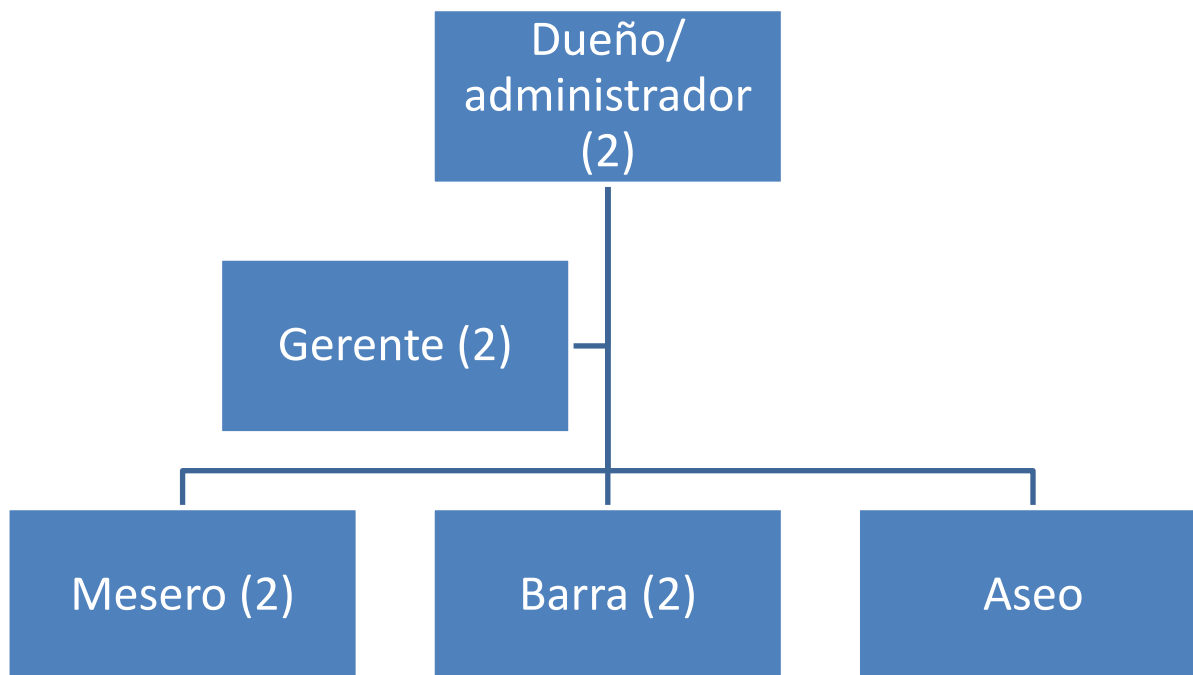 Dueño/
administrador
(2)
Gerente (2)
Mesero (2)
Barra (2)
Aseo